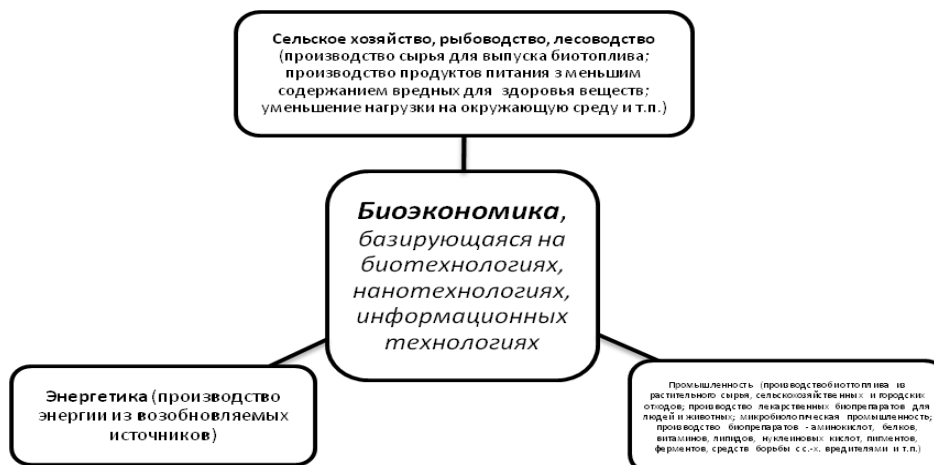 Сельское хозяйство, рыбоводство, лесоводство
(производство сырья для выпуска биотоплива;
производство продуктов питания з меньшим
содержанием вредных для здоровья веществ;
уменьшение нагрузки на окружающую среду и т.п.)
Биоэкономика,
базирующаяся на
биотехнологиях,
нанотехнологиях,
информационных
технологиях
Энергетика (производство
энергии из возобновляемых
источников)
Промышленность (производствобиоттоплива из
растительного сырья, сельскохозяйственных и городских
отходов; производство лекарственных биопрепаратов для
людей и животных; микробиологическая промышленность;
производство биопрепаратов - аминокислот, белков,
витаминов, липидов, нуклеиновых кислот, пигментов,
ферментов, средств борьбы с с.-х. вредителями и т.п.)